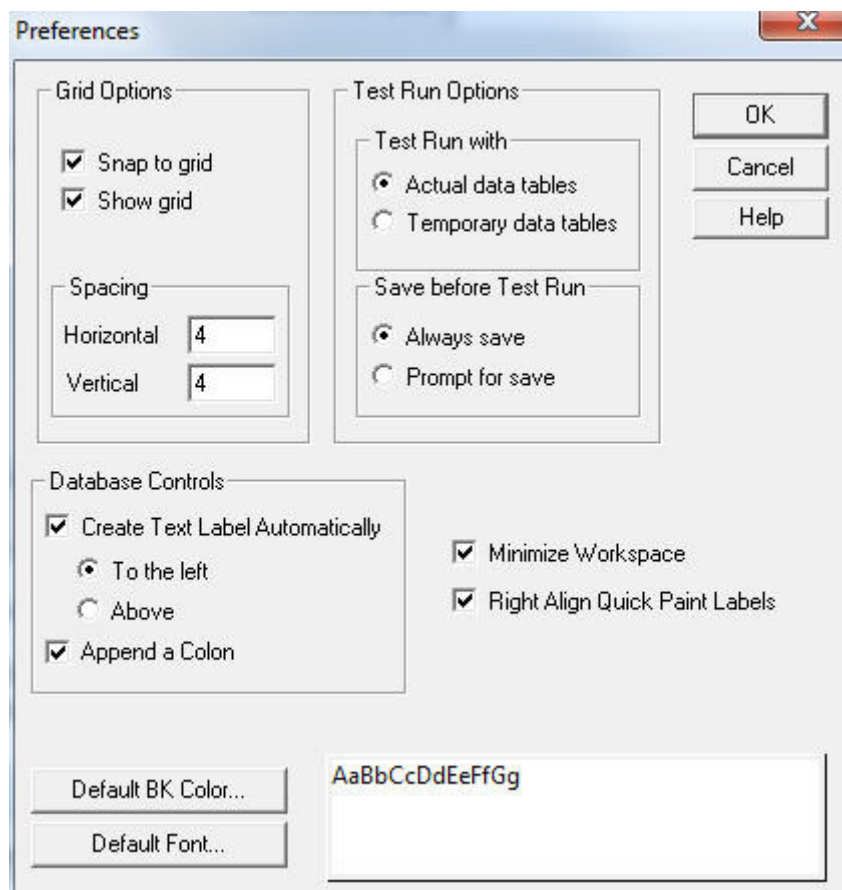 Preferences
Grid Options
Snap to grid
Show grid
Spacing
Horizontal 4
Vertical 4
Test Run Options
Test Run with
Actual data tables
Temporary data tables
Save before Test Run
Always save
Prompt for save
OK
Cancel
Help
Database Controls
Create Text Label Automatically
To the left
Above
Append a Colon
Minimize Workspace
Right Align Quick Paint Labels
Default BK Color...
Default Font...
AaBbCcDdEeFfGg